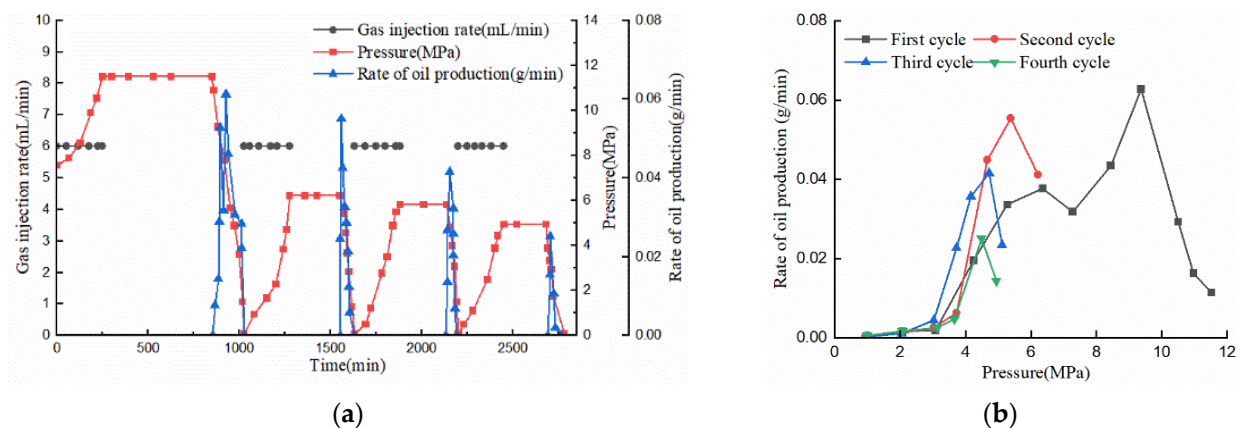 10
9
8
7
6
5
4
3
2
1
0
Gas injection rate(mL/min)
0 500 1000 1500 2000 2500
Time(min)
Gas injection rate(mL/min)
Pressure(MPa)
Rate of oil production(g/min)
14
12
10
8
6
4
2
0
Pressure(MPa)
0.08
0.06
0.04
0.02
0.00
Rate of oil production(g/min)
(a)
0.08
0.06
0.04
0.02
0.00
Rate of oil production (g/min)
First cycle Second cycle
Third cycle Fourth cycle
0 2 4 6 8 10 12
Pressure(MPa)
(b)